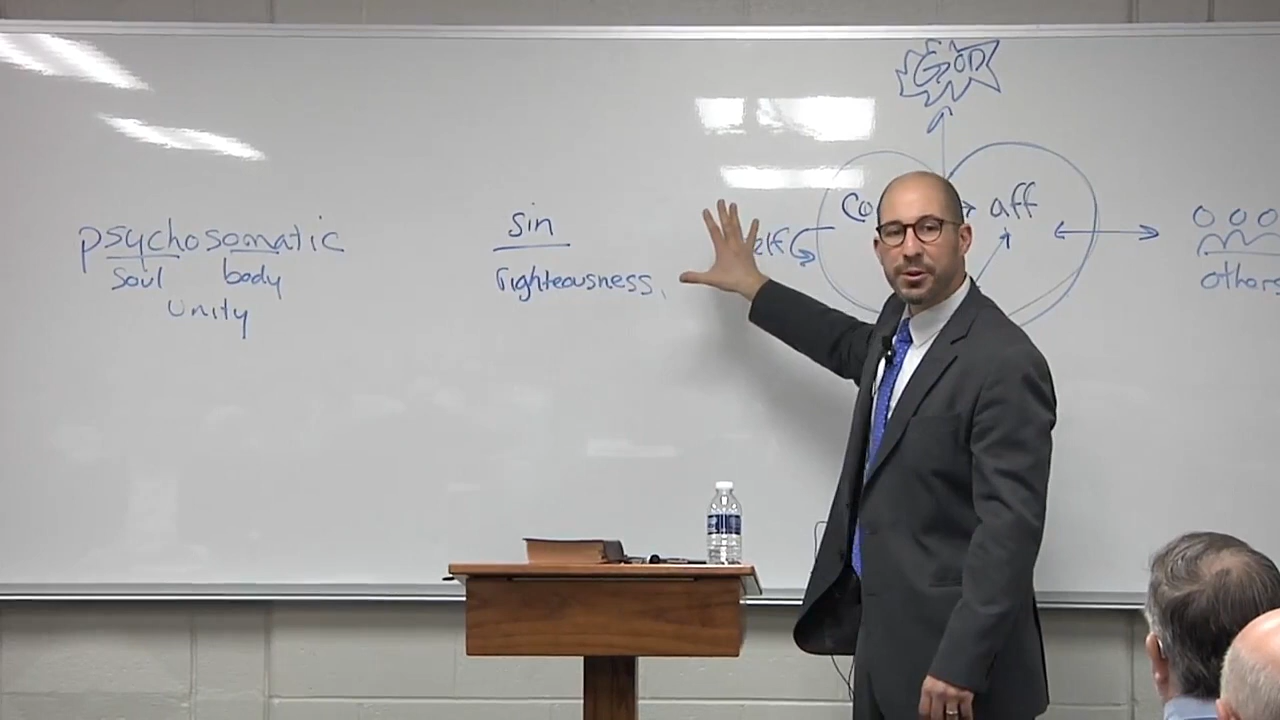 GOD
psychosomatic
soul body
unity
sin
righteousness,
aff
others